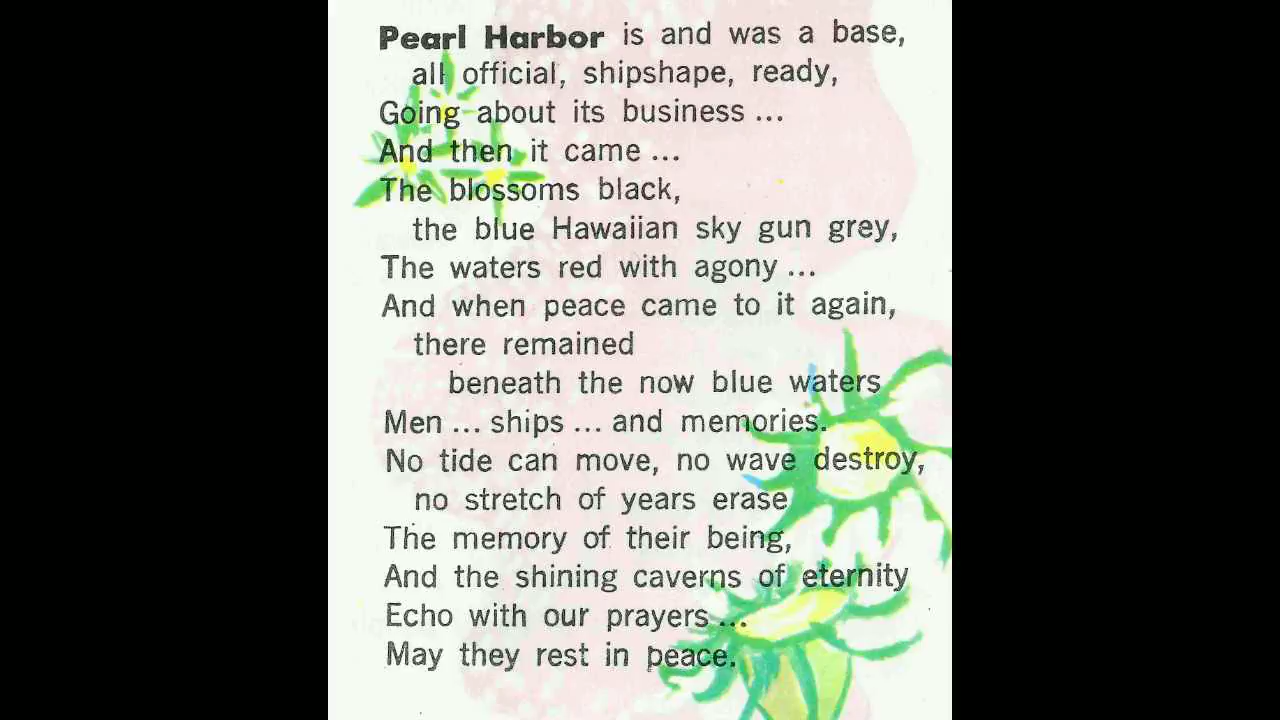 Pearl Harbor is and was a base,
all official, shipshape, ready,
Going about its business ...
And then it came ...
The blossoms black,
the blue Hawaiian sky gun grey,
The waters red with agony ...
And when peace came to it again,
there remained
beneath the now blue waters
Men ... ships ... and memories.
No tide can move, no wave destroy,
no stretch of years erase
The memory of their being,
And the shining caverns of eternity
Echo with our prayers ...
May they rest in peace.